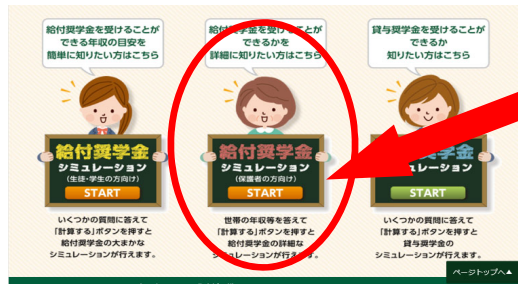 給付奨学金を受けることが
できる年収の目安を
簡単に知りたい方はこちら
給付奨学金
シミュレーション
(生徒・学生の方向け)
START
いくつかの質問に答えて
「計算する」ボタンを押すと
給付奨学金の大まかな
シミュレーションが行えます。
給付奨学金を受けることが
できるかを
詳細に知りたい方はこちら
給付奨学金
シミュレーション
(保護者の方向け)
START
世帯の年収等を答えて
「計算する」ボタンを押すと
給付奨学金の詳細な
シミュレーションが行えます。
貸与奨学金を受けることが
できるか
知りたい方はこちら
学金
ュレーション
START
いくつかの質問に答えて
「計算する」ボタンを押すと
貸与奨学金の
シミュレーションが行えます。
ページトップへ▲